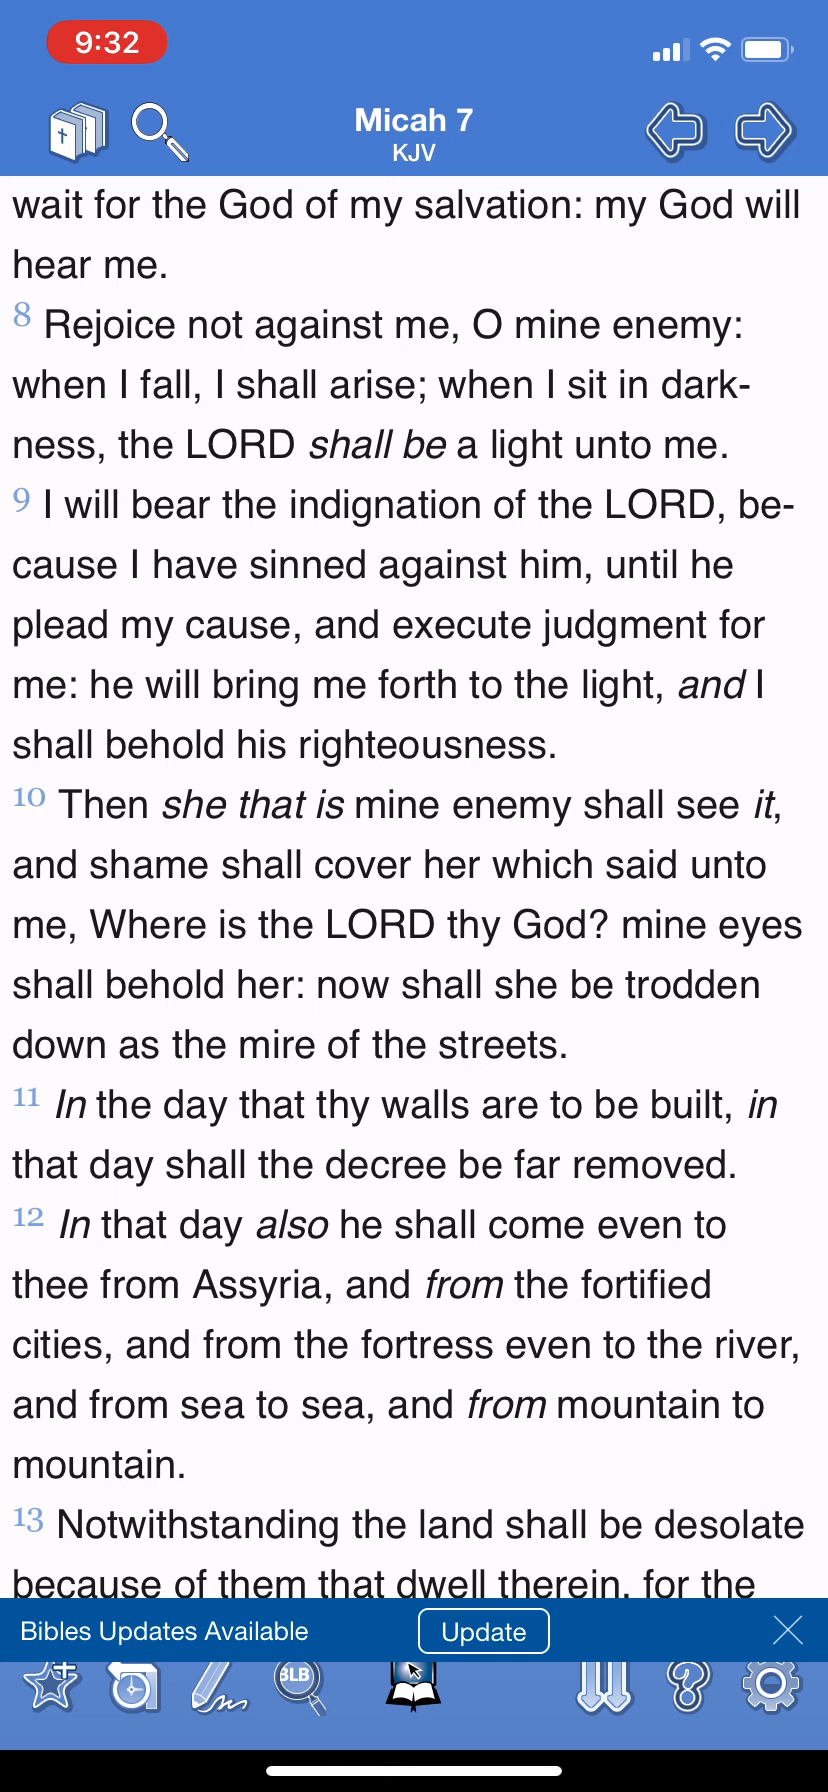 9:32
Micah 7
KJV
wait for the God of my salvation: my God will
hear me.
8 Rejoice not against me, O mine enemy:
when I fall, I shall arise; when I sit in dark-
ness, the LORD shall be a light unto me.
9 I will bear the indignation of the LORD, be-
cause I have sinned against him, until he
plead my cause, and execute judgment for
me: he will bring me forth to the light, and I
shall behold his righteousness.
10 Then she that is mine enemy shall see it,
and shame shall cover her which said unto
me, Where is the LORD thy God? mine eyes
shall behold her: now shall she be trodden
down as the mire of the streets.
11 In the day that thy walls are to be built, in
that day shall the decree be far removed.
12 In that day also he shall come even to
thee from Assyria, and from the fortified
cities, and from the fortress even to the river,
and from sea to sea, and from mountain to
mountain.
13 Notwithstanding the land shall be desolate
because of them that dwell therein, for the
Bibles Updates Available
Update
BLB